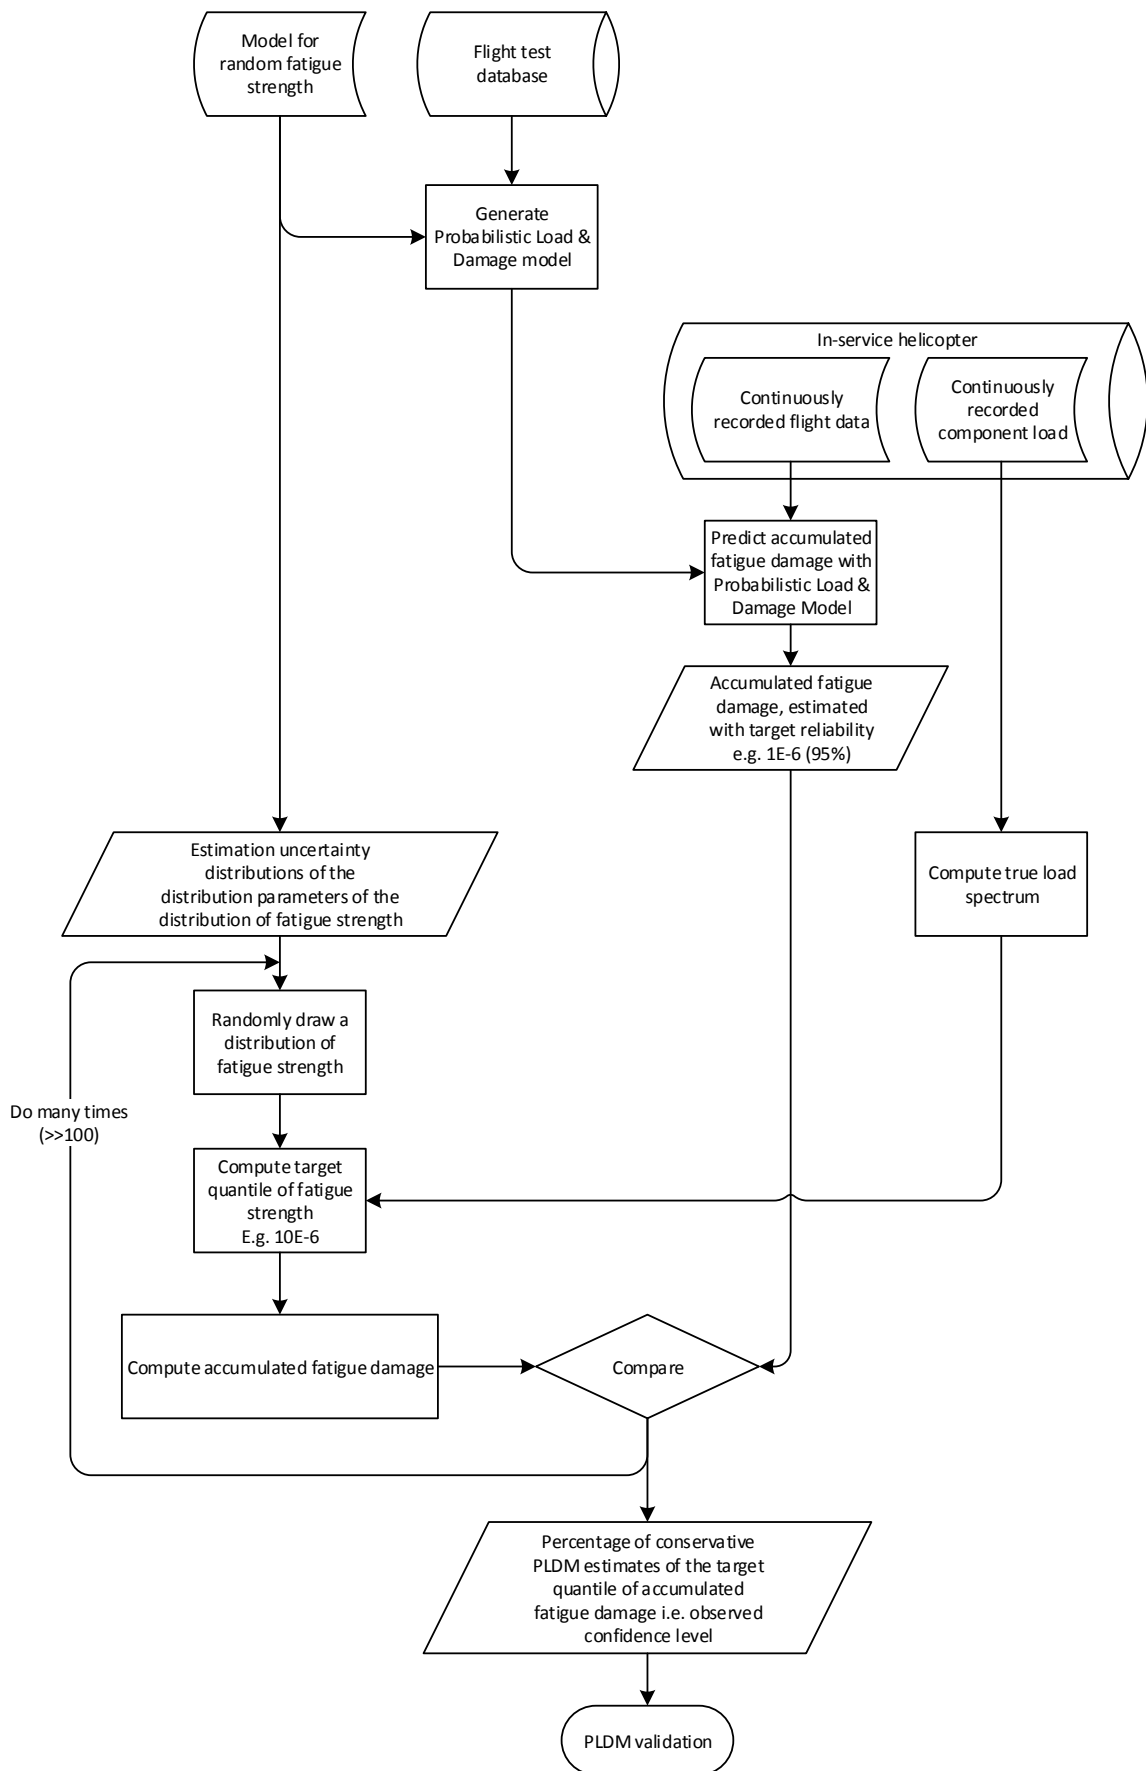 Model for
random fatigue
strength
Flight test
database
Generate
Probabilistic Load &
Damage model
In-service helicopter
Continuously
recorded flight data
Continuously
recorded
component load
Predict accumulated
fatigue damage with
Probabilistic Load &
Damage Model
Accumulated fatigue
damage, estimated
with target reliability
e.g. 1E-6 (95%)
Estimation uncertainty
distributions of the
distribution parameters of the
distribution of fatigue strength
Compute true load
spectrum
Randomly draw a
distribution of
fatigue strength
Do many times
(>>100)
Compute target
quantile of fatigue
strength
E.g. 10E-6
Compute accumulated fatigue damage
Compare
Percentage of conservative
PLDM estimates of the target
quantile of accumulated
fatigue damage i.e. observed
confidence level
PLDM validation